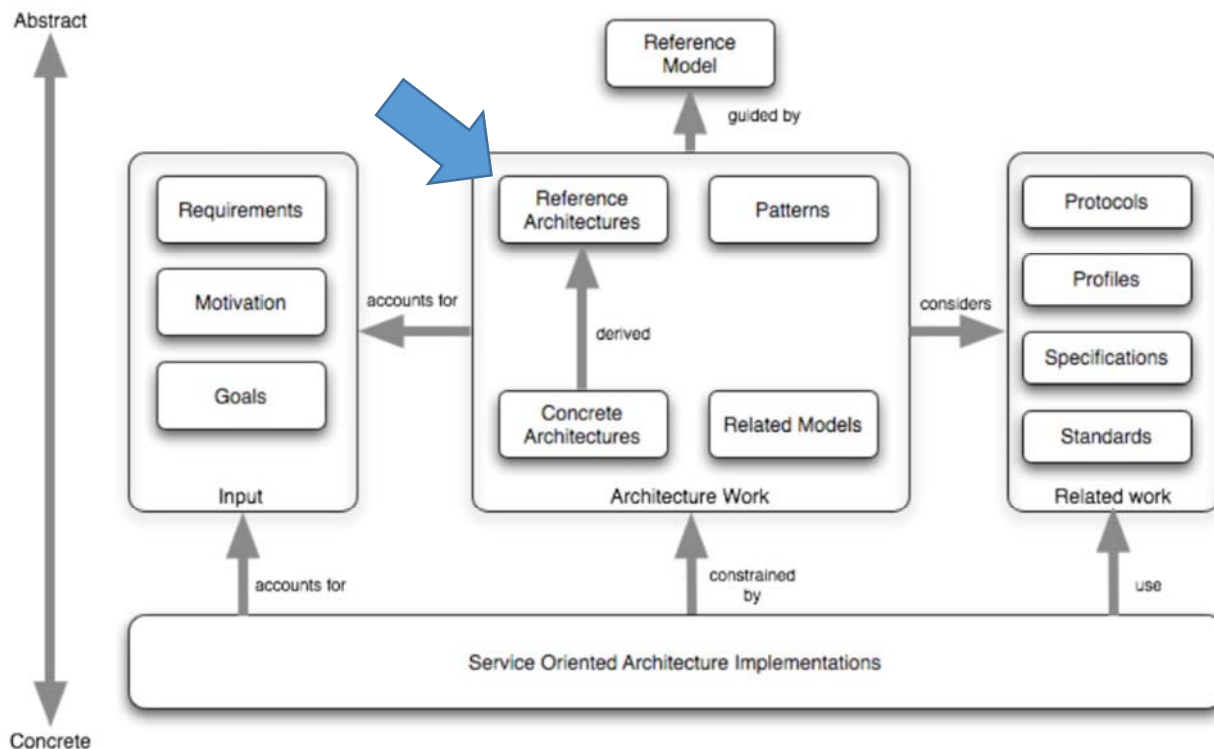 Abstract
Reference
Model
guided by
Requirements
Motivation
Goals
Input
accounts for
Reference
Architectures
Patterns
derived
Concrete
Architectures
Related Models
Architecture Work
considers
Protocols
Profiles
Specifications
Standards
Related work
accounts for
constrained
by
use
Service Oriented Architecture Implementations
Concrete